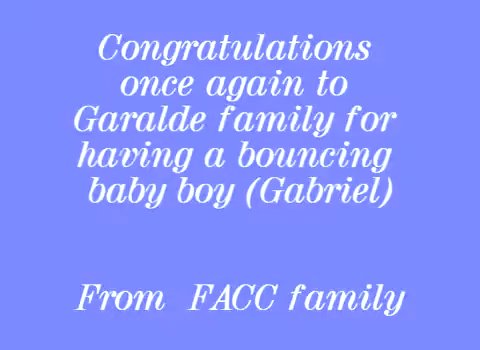 Congratulations
once again to
Garalde family for
having a bouncing
baby boy (Gabriel)
From FACC family